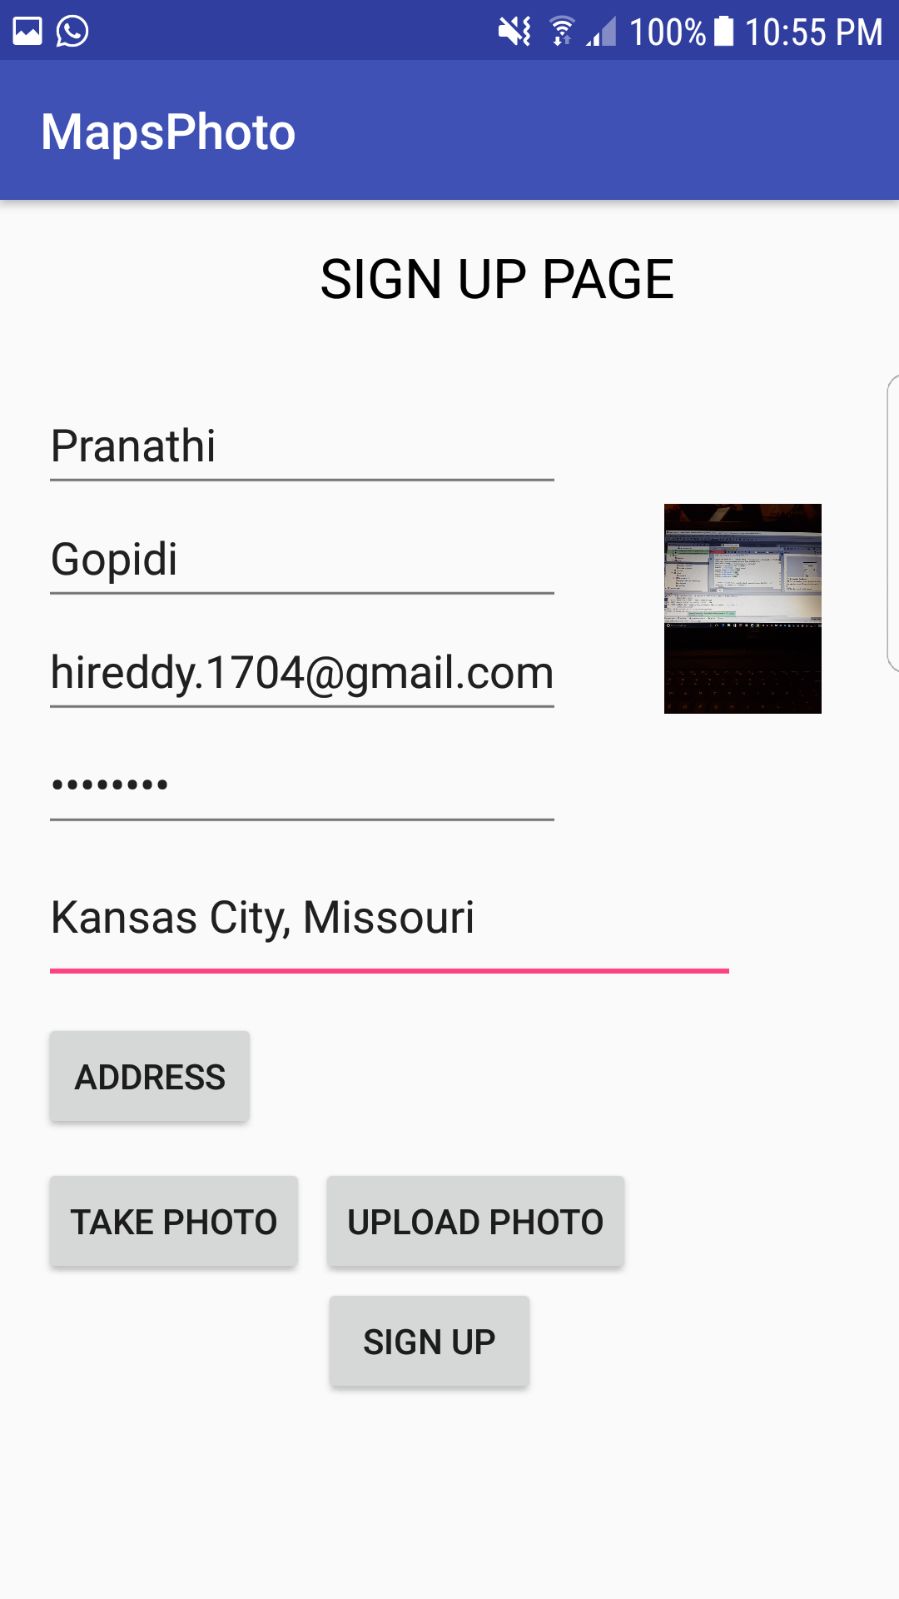 100% 10:55 PM
MapsPhoto
SIGN UP PAGE
Pranathi
Gopidi
hireddy.1704@gmail.com
••••••••
Kansas City, Missouri
ADDRESS
TAKE PHOTO UPLOAD PHOTO
SIGN UP